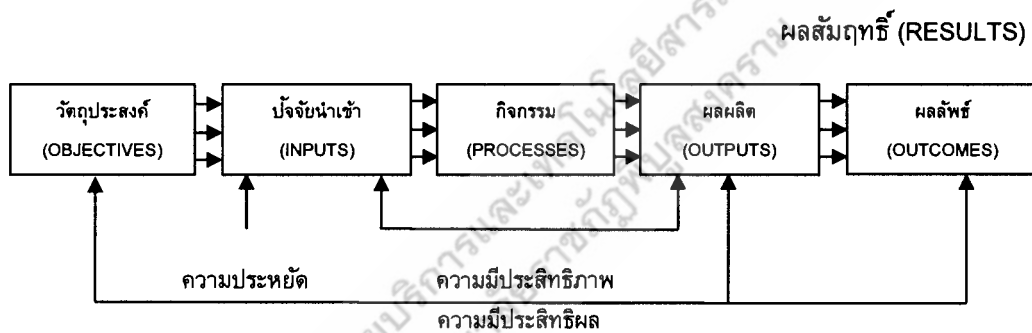 ผลสัมฤทธิ์ (RESULTS)
วัตถุประสงค์
(OBJECTIVES)
ปัจจัยนำเข้า
(INPUTS)
กิจกรรม
(PROCESSES)
ผลผลิต
(OUTPUTS)
ผลลัพธ์
(OUTCOMES)
ความประหยัด
ความมีประสิทธิภาพ
ความมีประสิทธิผล